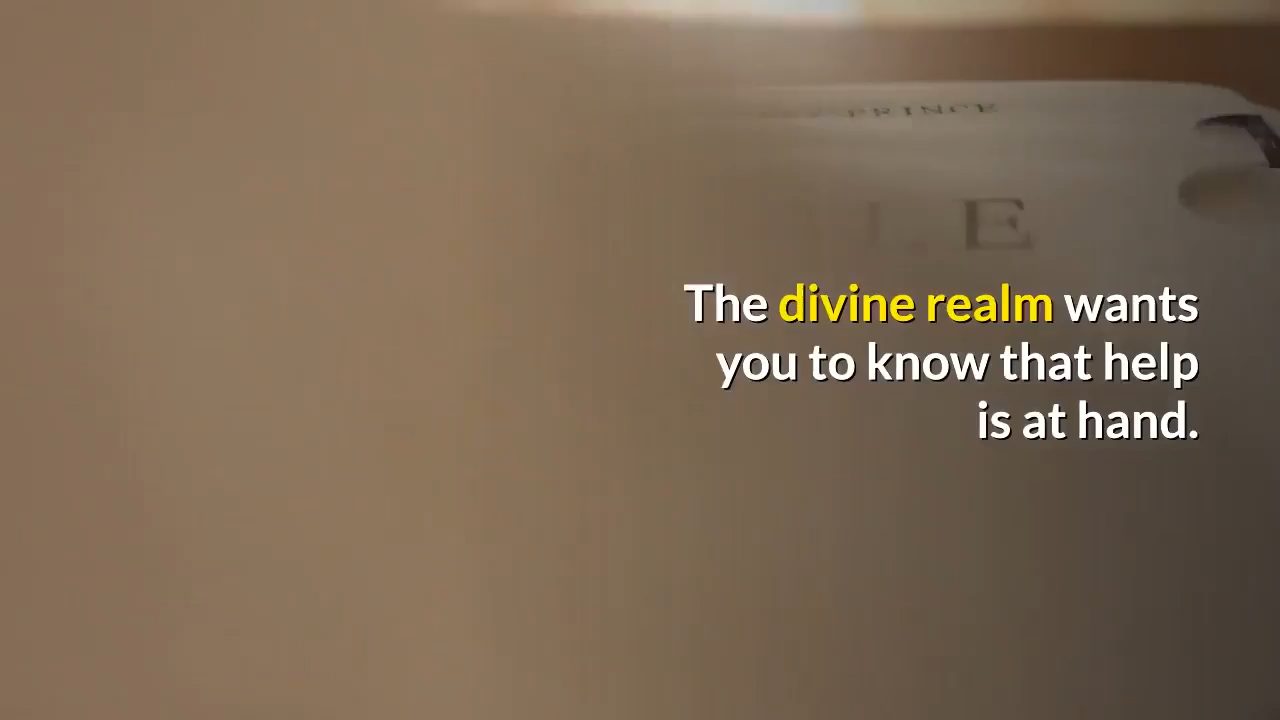 PRINCE
E
The divine realm wants
you to know that help
is at hand.